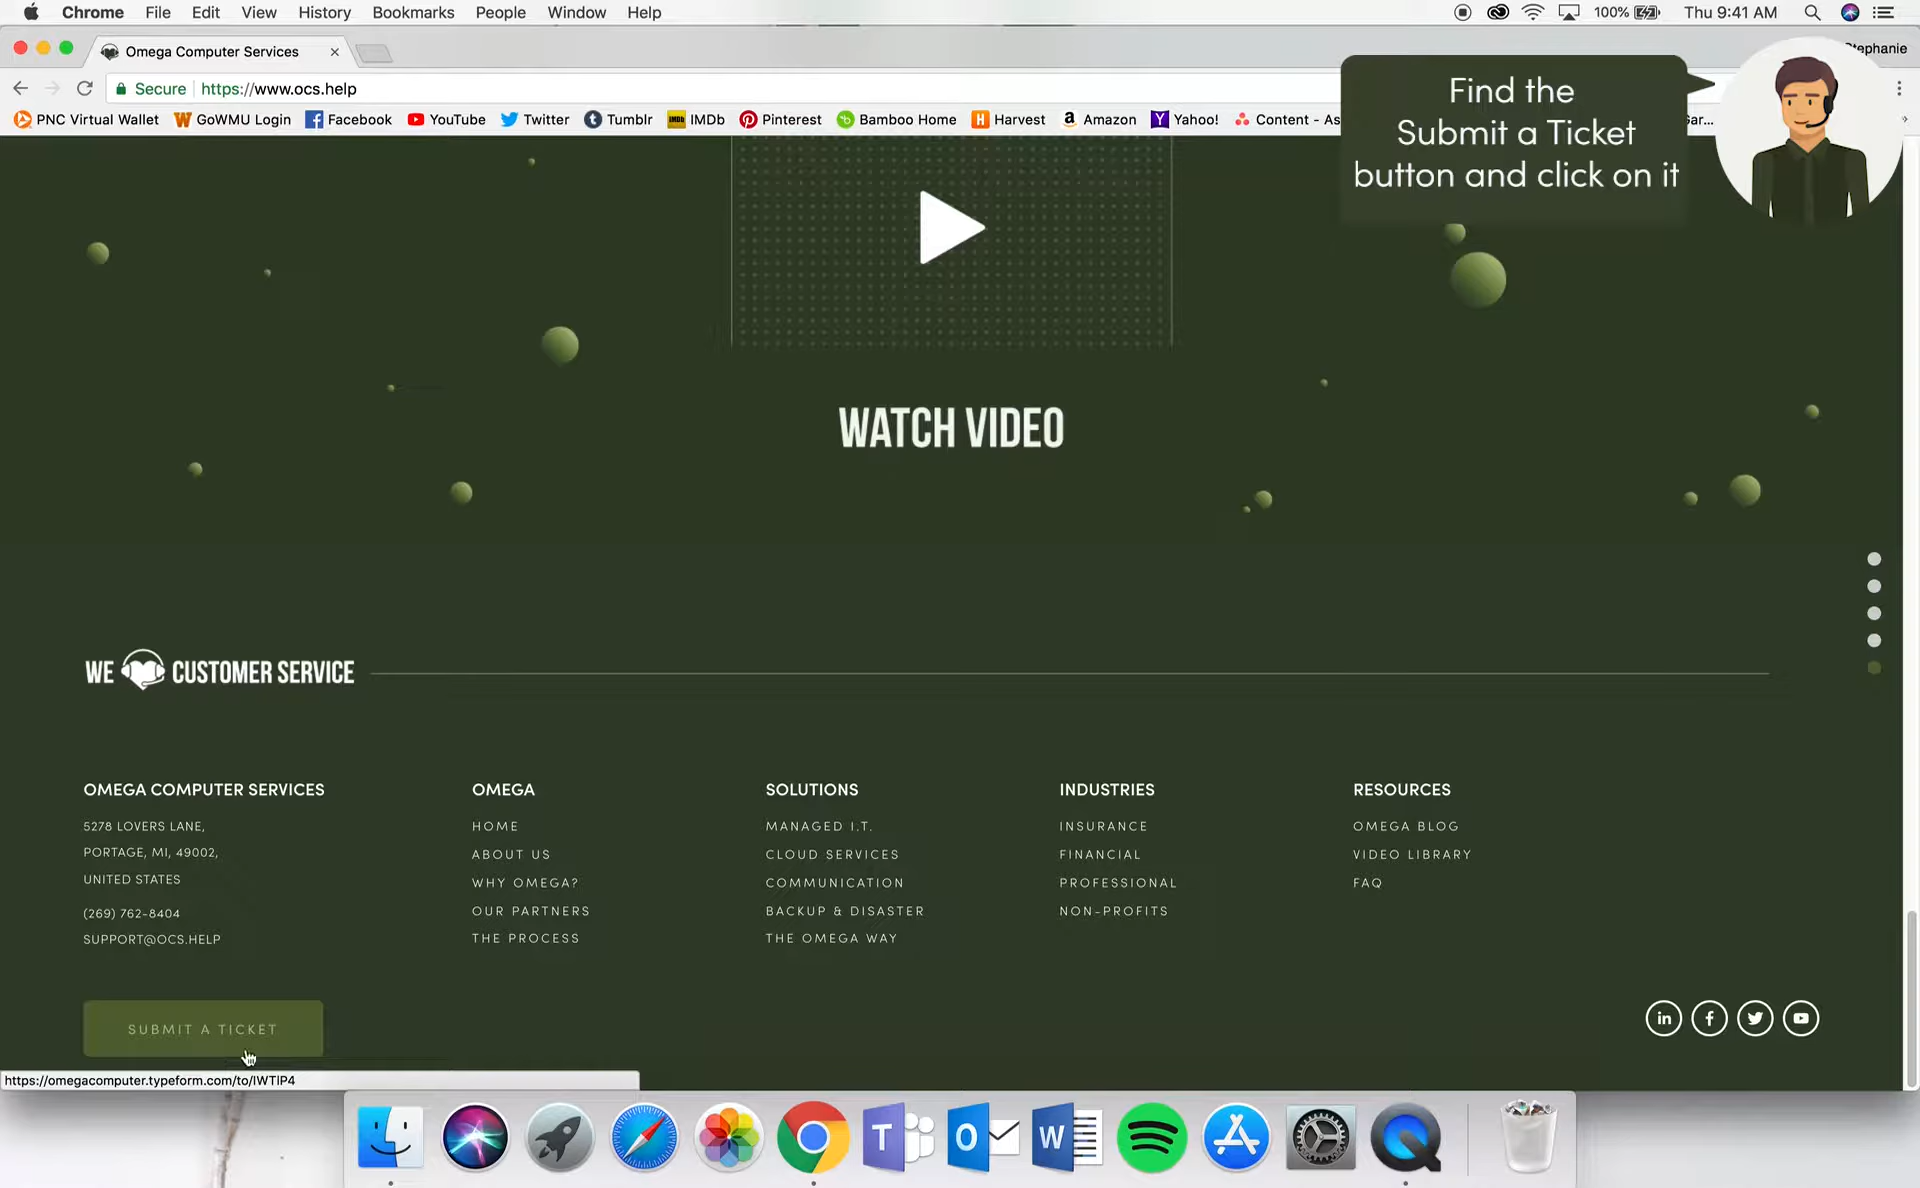 Chrome File Edit View History Bookmarks People Window Help 100% Thu 9:41 AM
Omega Computer Services
Stephanie
Secure https://www.ocs.help
PNC Virtual Wallet GoWMU Login Facebook YouTube Twitter Tumblr IMDb Pinterest Bamboo Home Harvest Amazon Yahoo! Content - As
Find the
Submit a Ticket
button and click on it
WATCH VIDEO
WE CUSTOMER SERVICE
OMEGA COMPUTER SERVICES
5278 LOVERS LANE,
PORTAGE, MI, 49002,
UNITED STATES
(269) 762-8404
SUPPORT@OCS.HELP
SUBMIT A TICKET
OMEGA
HOME
ABOUT US
WHY OMEGA?
OUR PARTNERS
THE PROCESS
SOLUTIONS
MANAGED I.T.
CLOUD SERVICES
COMMUNICATION
BACKUP & DISASTER
THE OMEGA WAY
INDUSTRIES
INSURANCE
FINANCIAL
PROFESSIONAL
NON-PROFITS
RESOURCES
OMEGA BLOG
VIDEO LIBRARY
FAQ
https://omegacomputer.typeform.com/to/IWTIP4